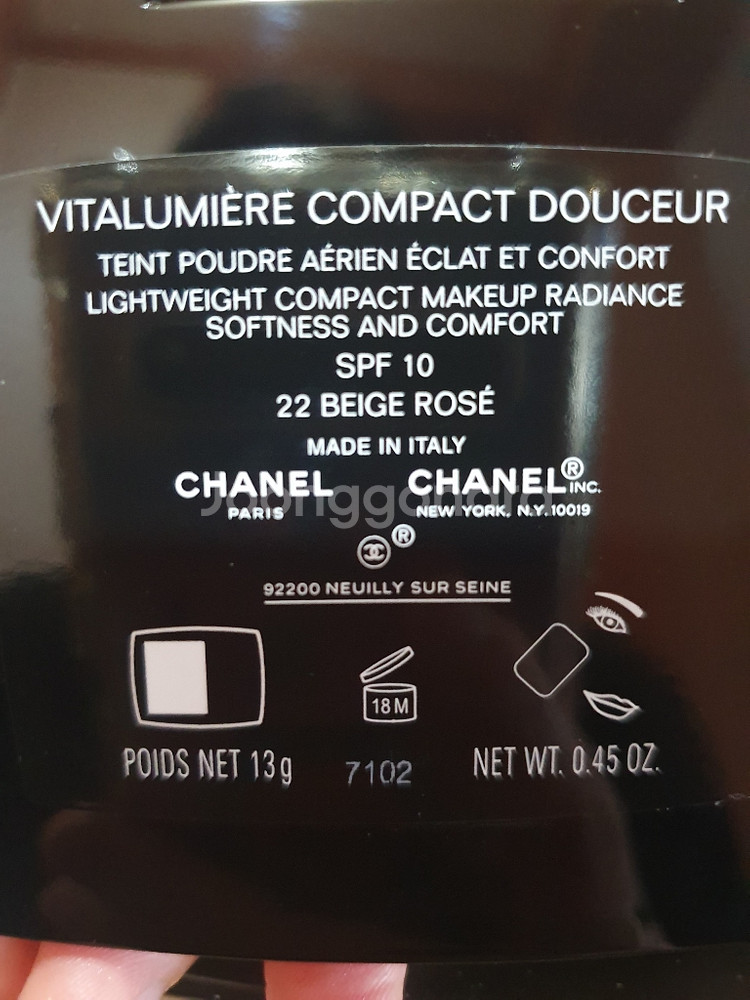 VITALUMIÈRE COMPACT DOUCEUR
TEINT POUDRE AÉRIEN ÉCLAT ET CONFORT
LIGHTWEIGHT COMPACT MAKEUP RADIANCE
SOFTNESS AND COMFORT
SPF 10
22 BEIGE ROSÉ
MADE IN ITALY
CHANEL CHANEL® INC.
PARIS NEW YORK, N.Y. 10019
Joonggonara
®
92200 NEUILLY SUR SEINE
18 M
POIDS NET 13g 7102 NET WT. 0.45 OZ.